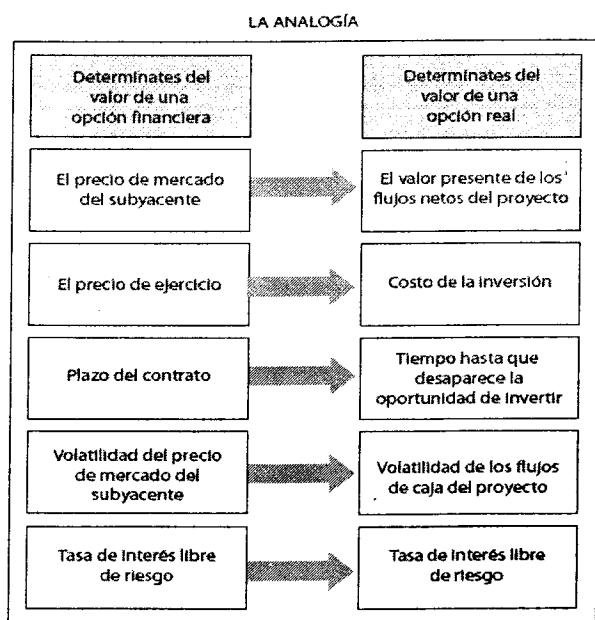 LA ANALOGÍA
Determinates del
valor de una
opción financiera
Determinates del
valor de una
opción real
El precio de mercado
del subyacente
El valor presente de los
flujos netos del proyecto
El precio de ejercicio
Costo de la inversión
Plazo del contrato
Tiempo hasta que
desaparece la
oportunidad de invertir
Volatilidad del precio
de mercado del
subyacente
Volatilidad de los flujos
de caja del proyecto
Tasa de interés libre
de riesgo
Tasa de interés libre
de riesgo